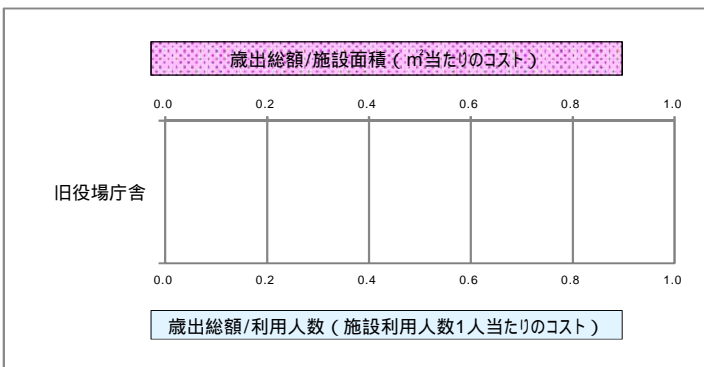 歳出総額/施設面積（㎡当たりのコスト）
0.0 0.2 0.4 0.6 0.8 1.0
旧役場庁舎
0.0 0.2 0.4 0.6 0.8 1.0
歳出総額/利用人数（施設利用人数1人当たりのコスト）